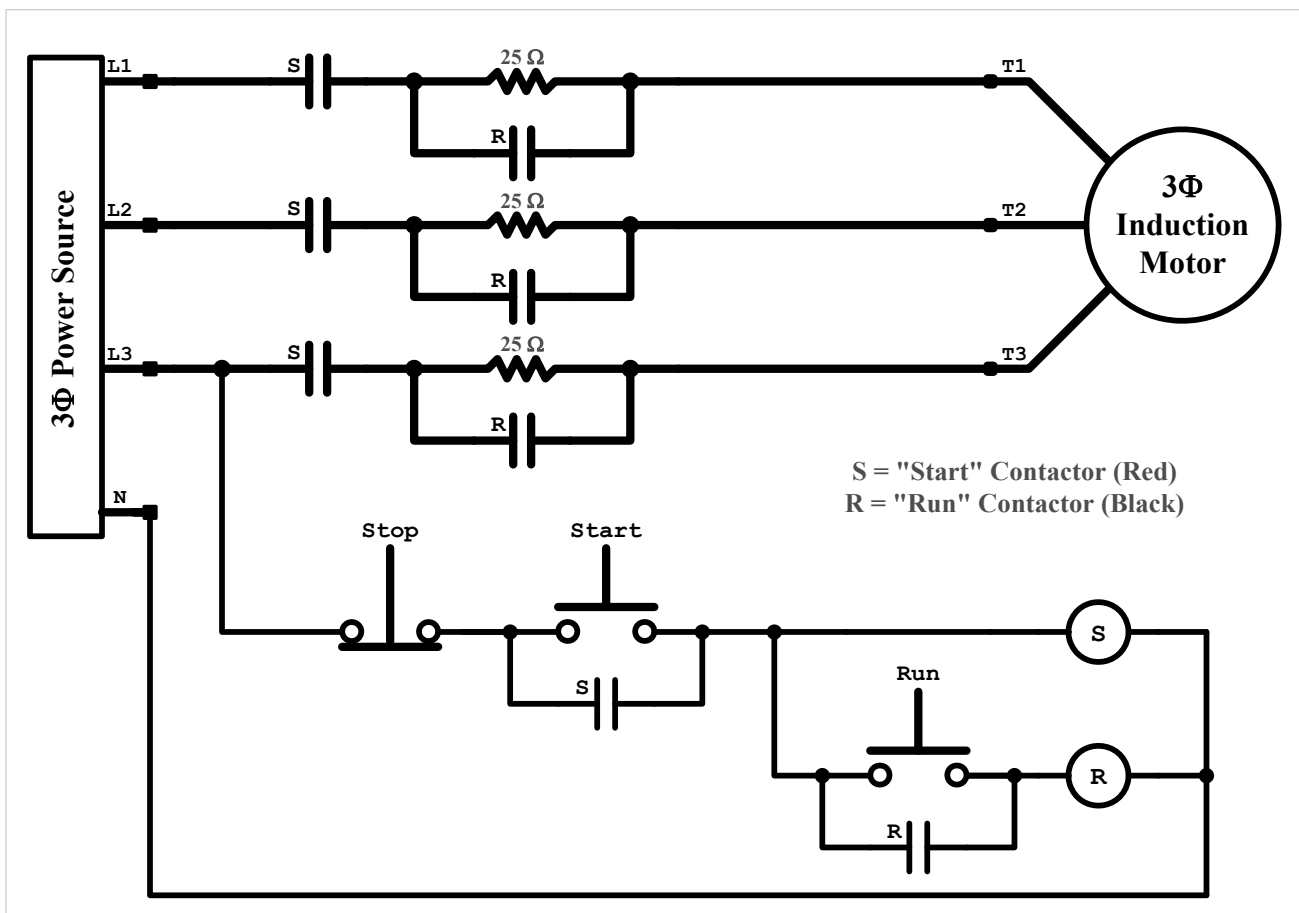 3Φ Power Source
L1
S
25 Ω
R
T1
L2
S
25 Ω
R
T2
3Φ
Induction
Motor
L3
S
25 Ω
R
T3
N
S = "Start" Contactor (Red)
R = "Run" Contactor (Black)
Stop
Start
S
S
Run
R
R